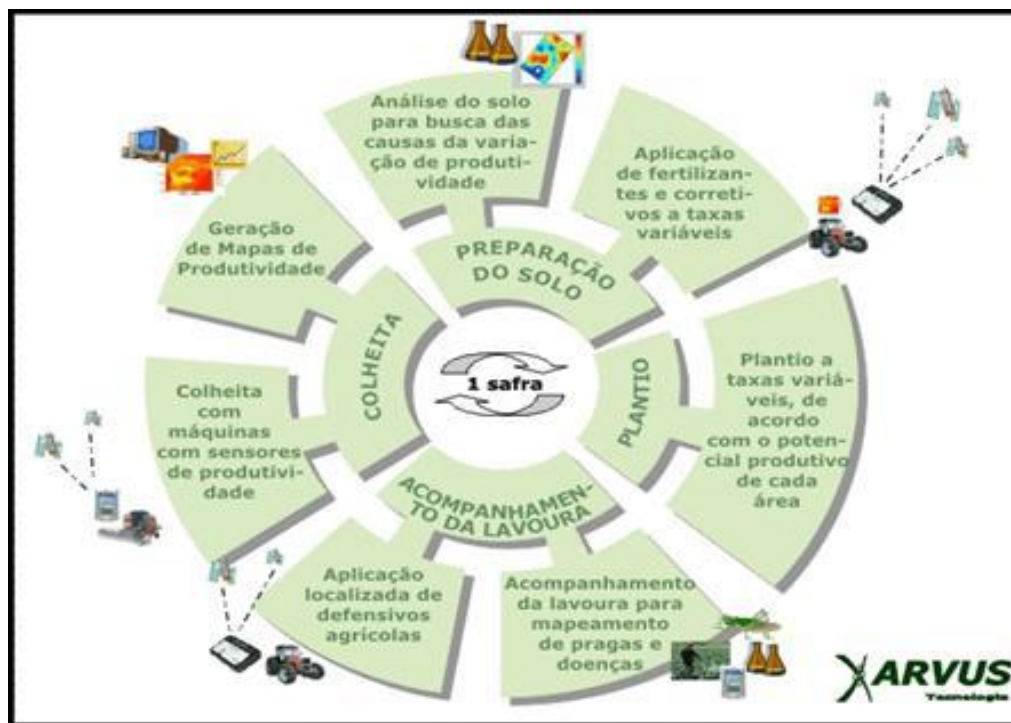 Análise do solo
para busca das
causas da varia-
ção de produti-
vidade
Aplicação
de fertilizan-
tes e correti-
vos a taxas
variáveis
PREPARAÇÃO
DO SOLO
Geração
de Mapas de
Produtividade
COLHEITA
1 safra
PLANTIO
Plantio a
taxas variá-
veis, de
acordo
com o poten-
cial produtivo
de cada
área
Colheita
com
máquinas
com sensores
de produtivi-
dade
ACOMPANHAMEN-
TO DA LAVOURA
Aplicação
localizada de
defensivos
agrícolas
Acompanhamento
da lavoura para
mapeamento
de pragas e
doenças
ARVUS
Tecnologia